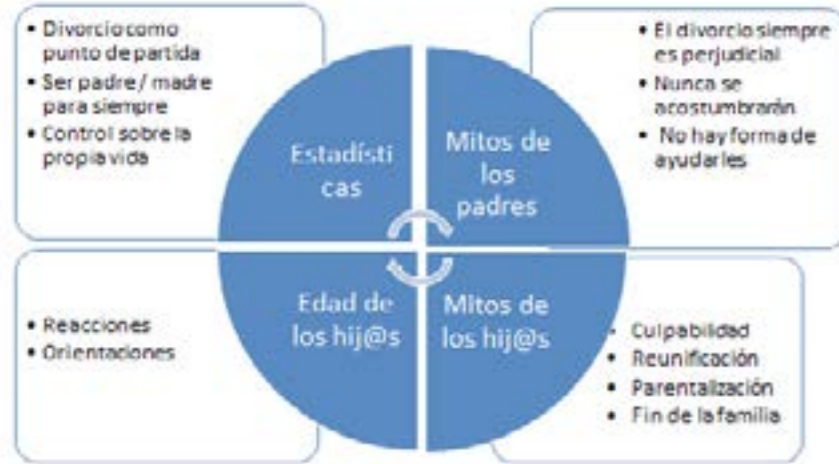 • Divorcio como
punto de partida
• Ser padre / madre
para siempre
• Control sobre la
propia vida
Estadísti
cas
Mitos de
los
padres
• El divorcio siempre
es perjudicial
• Nunca se
acostumbrarán
• No hay forma de
ayudarles
• Reacciones
• Orientaciones
Edad de
los hij@s
Mitos de
los hij@s
• Culpabilidad
• Reunificación
• Parentalización
• Fin de la familia